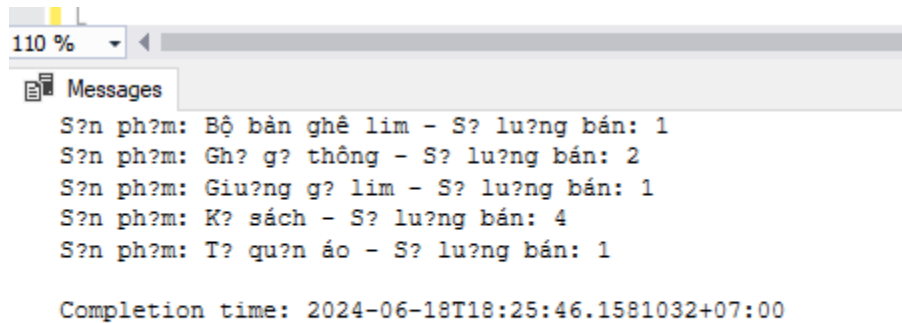 110 %
Messages
S?n ph?m: Bộ bàn ghê lim - S? lu?ng bán: 1
S?n ph?m: Gh? g? thông - S? lu?ng bán: 2
S?n ph?m: Giu?ng g? lim - S? lu?ng bán: 1
S?n ph?m: K? sách - S? lu?ng bán: 4
S?n ph?m: T? qu?n áo - S? lu?ng bán: 1
Completion time: 2024-06-18T18:25:46.1581032+07:00